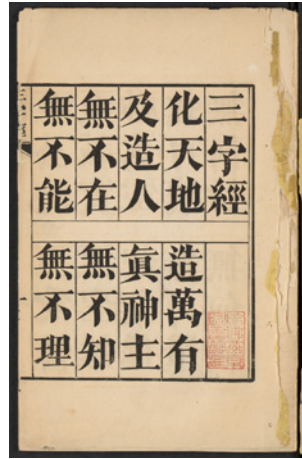 三字經
化天地 造萬有
及造人 眞神主
無不在 無不知
無不能 無不理